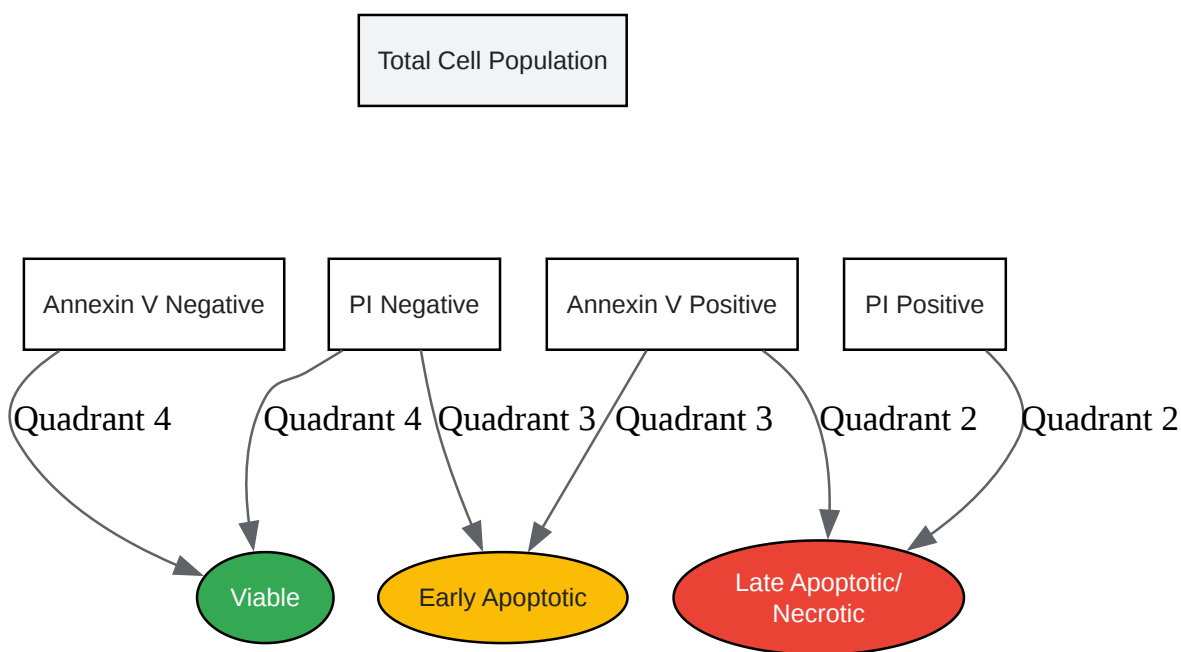 Total Cell Population
Annexin V Negative
PI Negative
Annexin V Positive
PI Positive
Quadrant 4
Quadrant 4
Quadrant 3
Quadrant 3
Quadrant 2
Quadrant 2
Viable
Early Apoptotic
Late Apoptotic/
Necrotic